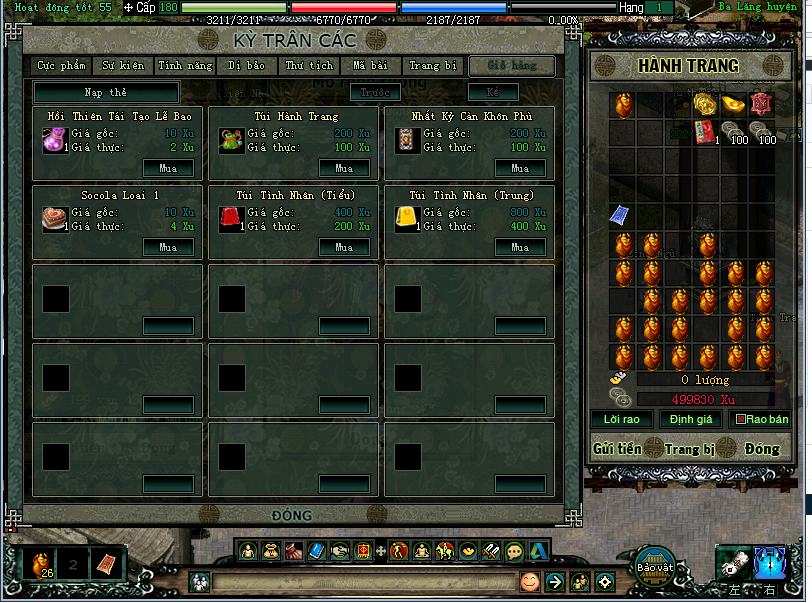 Hoạt động tốt 55
Cấp 180
Hạng 1
Ba Lăng huyện
3211/3211
6770/6770
2187/2187
0.00%
KỲ TRÂN CÁC
Cực phẩm
Sự kiện
Tính năng
Dị bảo
Thư tịch
Mã bài
Trang bị
Giỏ hàng
Nạp thẻ
Trước
Kế
Hồi Thiên Tái Tạo Lễ Bao
1
Giá gốc: 10 Xu
Giá thực: 2 Xu
Mua
Túi Hành Trang
Giá gốc: 200 Xu
Giá thực: 100 Xu
Mua
Nhất Kỷ Càn Khôn Phù
Giá gốc: 200 Xu
Giá thực: 100 Xu
Mua
Socola Loại 1
1
Giá gốc: 10 Xu
Giá thực: 4 Xu
Mua
Túi Tình Nhân (Tiểu)
1
Giá gốc: 400 Xu
Giá thực: 200 Xu
Mua
Túi Tình Nhân (Trung)
1
Giá gốc: 800 Xu
Giá thực: 400 Xu
Mua
ĐÓNG
HÀNH TRANG
1
100
100
0 lượng
499830 Xu
Lời rao
Định giá
Rao bán
Gửi tiền
Trang bị
Đóng
26
2
Bảo vật
左
右